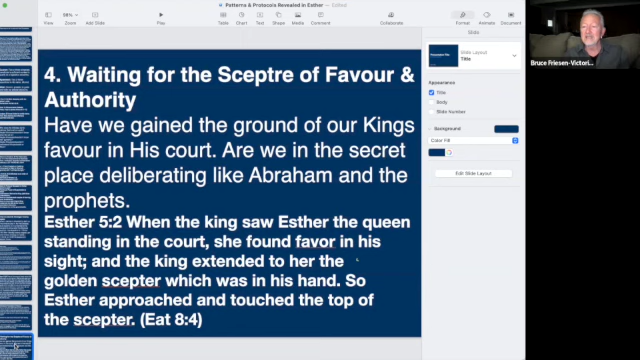 Patterns & Protocols Revealed in Esther — Edited
View
Zoom
Add Slide
Play
Table
Chart
Text
Shape
Media
Comment
Collaborate
Format
Animate
Document
58%
4. Waiting for the Sceptre of Favour &
Authority
Have we gained the ground of our Kings
favour in His court. Are we in the secret
place deliberating like Abraham and the
prophets.
Esther 5:2 When the king saw Esther the queen
standing in the court, she found favor in his
sight; and the king extended to her the
golden scepter which was in his hand. So
Esther approached and touched the top of
the scepter. (Eat 8:4)
Slide
Slide Layout
Title
Appearance
Title
Body
Slide Number
Background
Color Fill
Edit Slide Layout
Bruce Friesen-Victori...